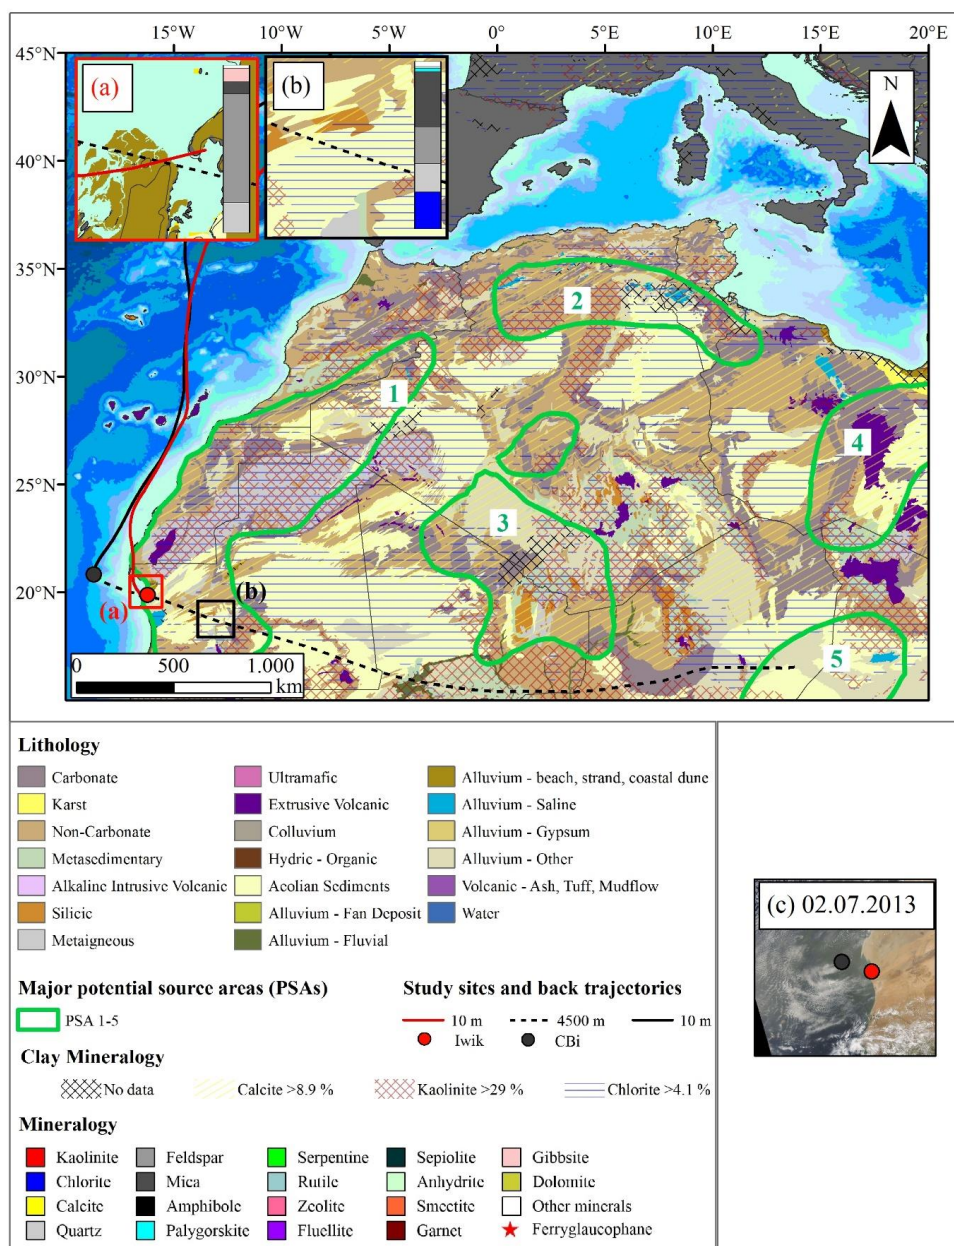 15°W 10°W 5°W 0°E 5°E 10°E 15°E 20°E
45°N
40°N
35°N
30°N
25°N
20°N
(a)
(b)
N
1
2
3
4
5
(a)
(b)
0 500 1.000
km
Lithology
Carbonate
Karst
Non-Carbonate
Metasedimentary
Alkaline Intrusive Volcanic
Silicic
Metaigneous
Ultramafic
Extrusive Volcanic
Colluvium
Hydric - Organic
Aeolian Sediments
Alluvium - Fan Deposit
Alluvium - Fluvial
Alluvium - beach, strand, coastal dune
Alluvium - Saline
Alluvium - Gypsum
Alluvium - Other
Volcanic - Ash, Tuff, Mudflow
Water
Major potential source areas (PSAs)
PSA 1-5
Study sites and back trajectories
10 m 4500 m 10 m
Iwik CBi
Clay Mineralogy
No data Calcite >8.9 % Kaolinite >29 % Chlorite >4.1 %
Mineralogy
Kaolinite Feldspar Serpentine Sepiolite Gibbsite
Chlorite Mica Rutile Anhydrite Dolomite
Calcite Amphibole Zeolite Smectite Other minerals
Quartz Palygorskite Fluellite Garnet Ferryglaucophane
(c) 02.07.2013